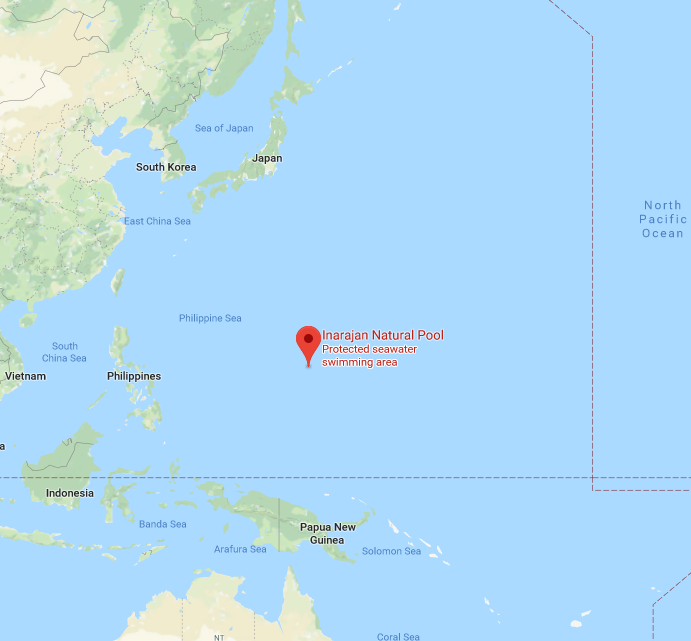 Sea of Japan
Japan
South Korea
North
Pacific
Ocean
East China Sea
Philippine Sea
Inarajan Natural Pool
Protected seawater
swimming area
South
China Sea
Vietnam
Philippines
a
Indonesia
Banda Sea
Papua New
Guinea
Arafura Sea
Solomon Sea
NT
Coral Sea